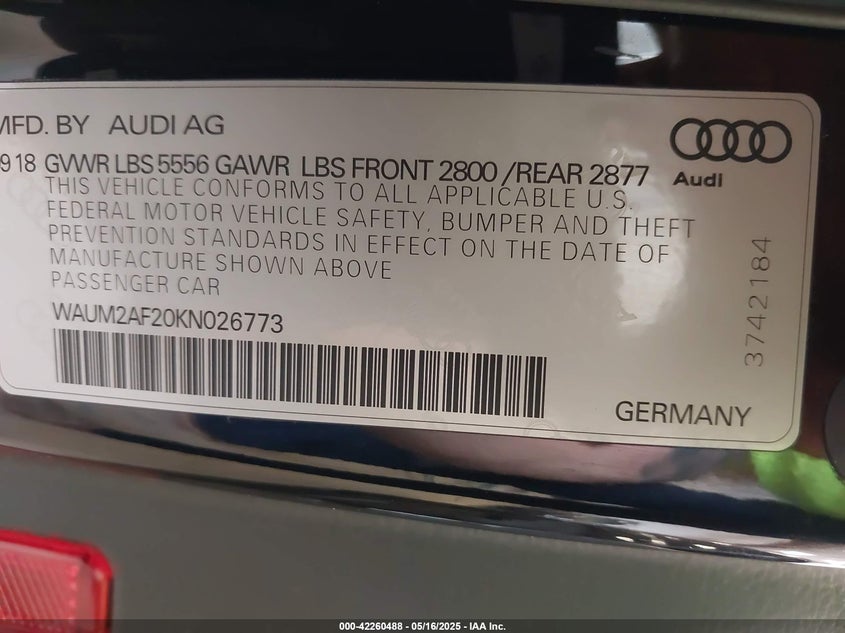 MFD. BY AUDI AG
918 GVWR LBS 5556 GAWR LBS FRONT 2800 /REAR 2877
THIS VEHICLE CONFORMS TO ALL APPLICABLE U.S.
FEDERAL MOTOR VEHICLE SAFETY, BUMPER AND THEFT
PREVENTION STANDARDS IN EFFECT ON THE DATE OF
MANUFACTURE SHOWN ABOVE
PASSENGER CAR
WAUM2AF20KN026773
Audi
3742184
GERMANY
000-42260488 - 05/16/2025 - IAA Inc.